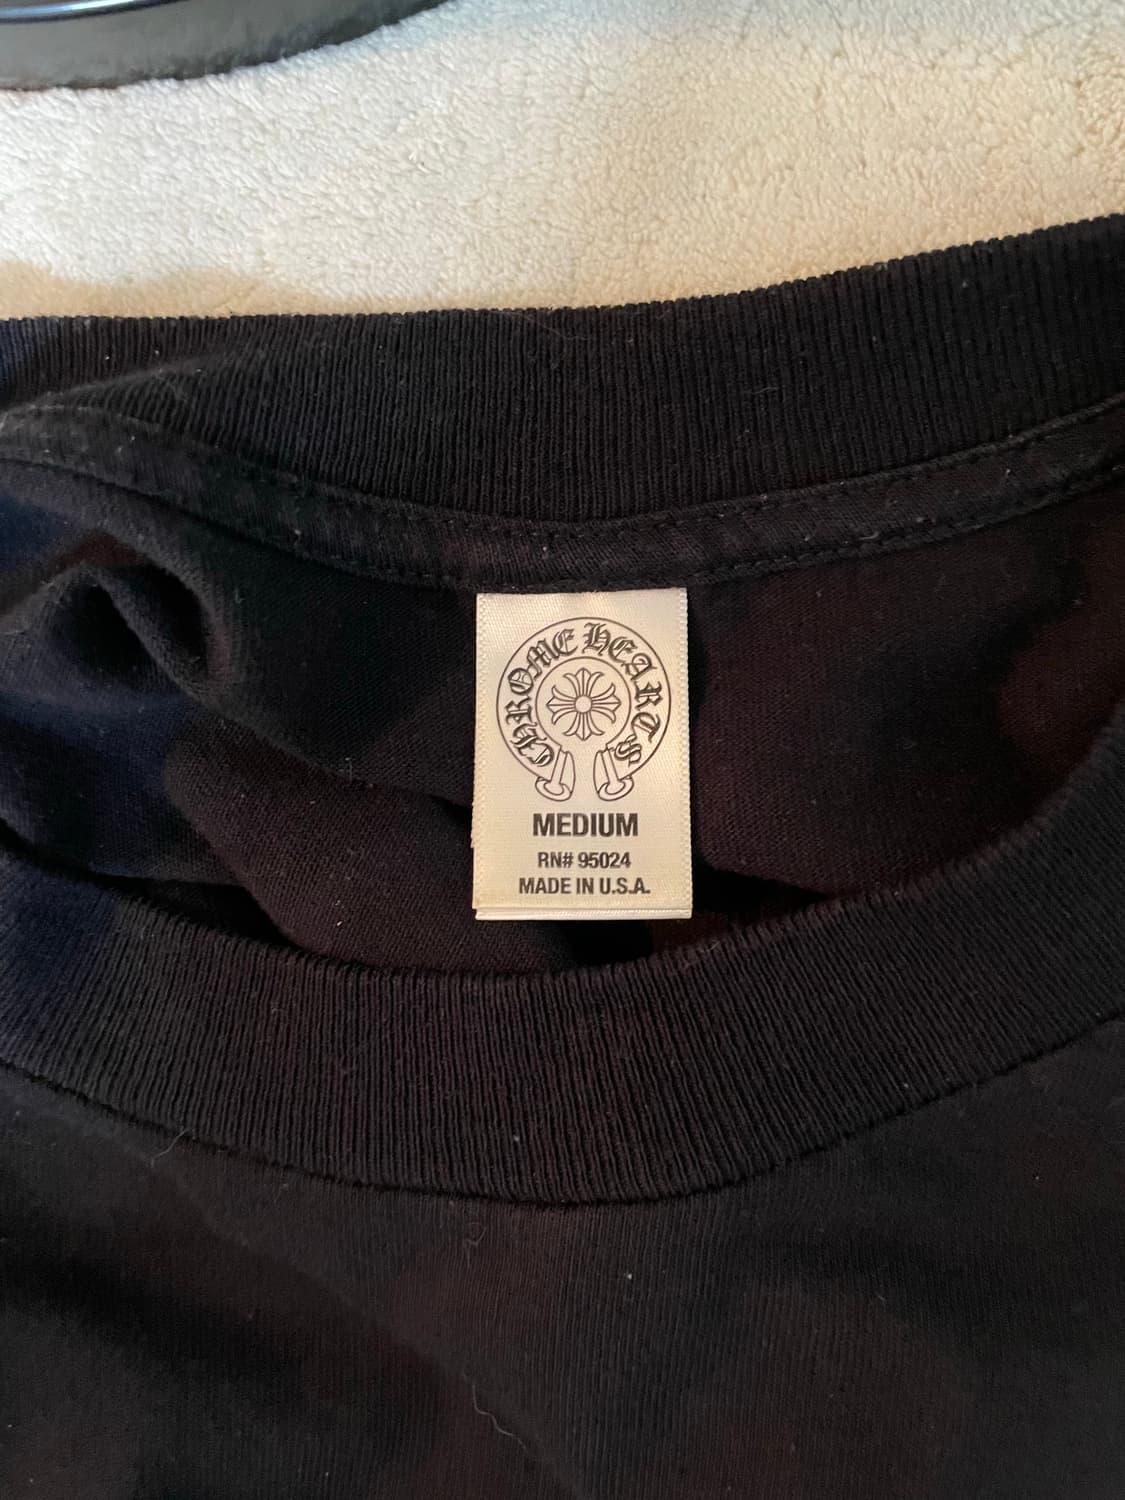 CHROME HEARTS
MEDIUM
RN# 95024
MADE IN U.S.A.